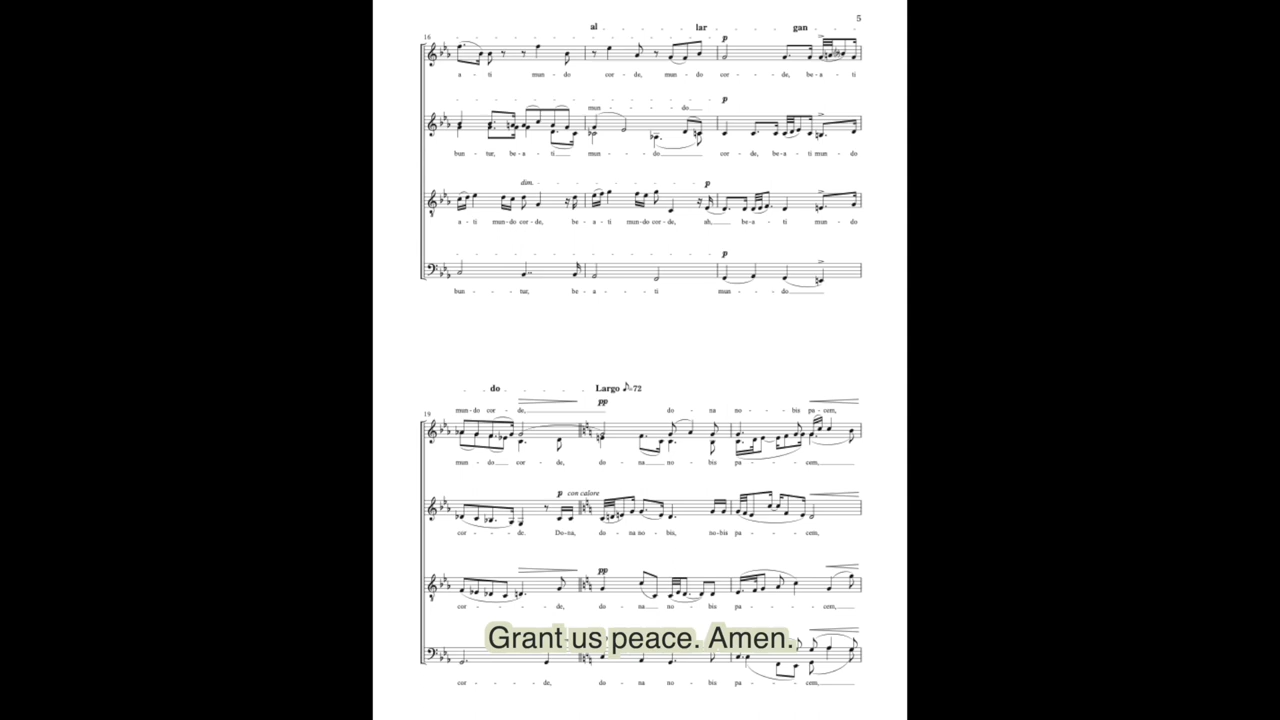 5
al lar gan
16
p
a - ti mun - do cor - de, mun - do cor - - de, be - a - ti
p
mun - - do
bun - tur, be - a - ti mun - - do cor - de, be - a - ti mun - do
dim. p
a - ti mun - do cor - de, be - a - ti mun - do cor - de, ah, be - a - ti mun - do
p
bun - - tur, be - a - ti mun - - do
do Largo ♪=72
pp
19
mun - do cor - de, do - na no - - bis pa - cem,
mun - do cor - de, do - na no - bis pa - - cem,
p con calore
cor - - de. Do - na, do - na no - bis, no - bis pa - - cem,
pp
cor - - de, do - na no - bis pa - - cem,
Grant us peace. Amen.
cor - - de, do - na no - bis pa - - cem,